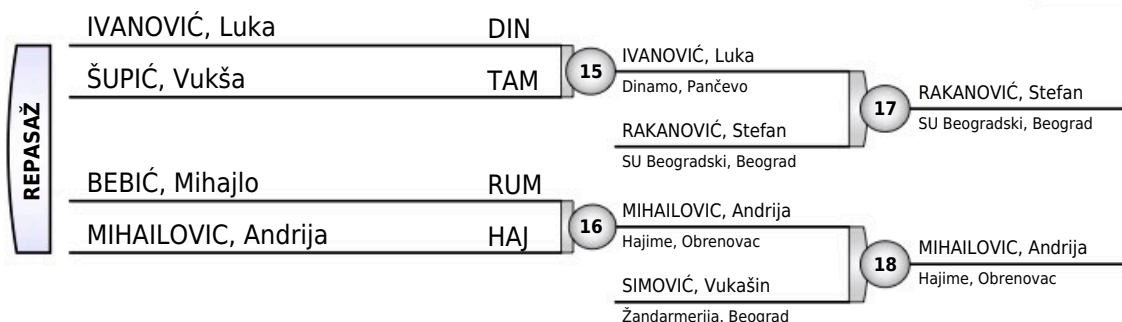 REPASAŽ
IVANOVIĆ, Luka DIN
ŠUPIĆ, Vukša TAM
15
IVANOVIĆ, Luka
Dinamo, Pančevo
RAKANOVIĆ, Stefan
SU Beogradski, Beograd
17
RAKANOVIĆ, Stefan
SU Beogradski, Beograd
BEBIĆ, Mihajlo RUM
MIHAILOVIC, Andrija HAJ
16
MIHAILOVIC, Andrija
Hajime, Obrenovac
SIMOVIĆ, Vukašin
Žandarmerija, Beograd
18
MIHAILOVIC, Andrija
Hajime, Obrenovac